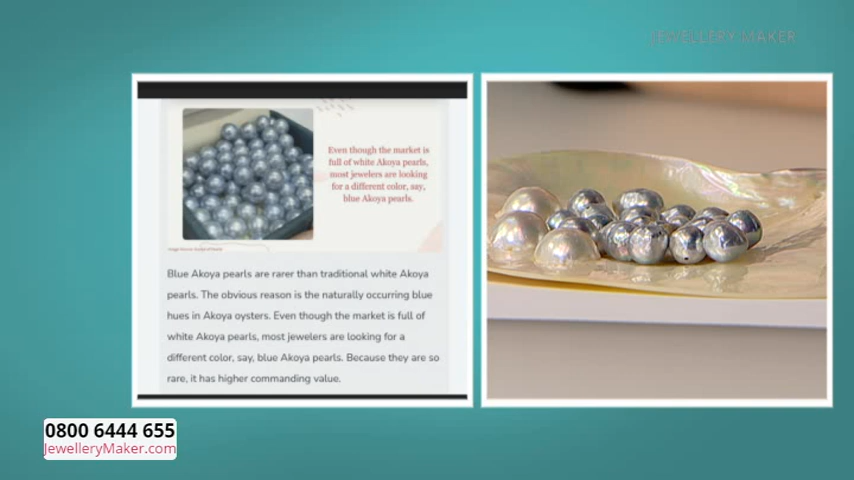 JEWELLERY MAKER
Even though the market is
full of white Akoya pearls,
most jewelers are looking
for a different color, say,
blue Akoya pearls.
Blue Akoya pearls are rarer than traditional white Akoya
pearls. The obvious reason is the naturally occurring blue
hues in Akoya oysters. Even though the market is full of
white Akoya pearls, most jewelers are looking for a
different color, say, blue Akoya pearls. Because they are so
rare, it has higher commanding value.
0800 6444 655
JewelleryMaker.com